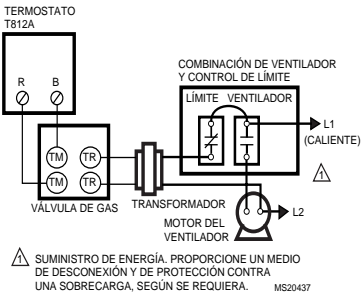 TERMOSTATO
T812A
COMBINACIÓN DE VENTILADOR
Y CONTROL DE LÍMITE
R B
LÍMITE VENTILADOR
L1
(CALIENTE)
TM TR
TM TR
1
VÁLVULA DE GAS
TRANSFORMADOR
L2
MOTOR DEL
VENTILADOR
1 SUMINISTRO DE ENERGÍA. PROPORCIONE UN MEDIO
DE DESCONEXIÓN Y DE PROTECCIÓN CONTRA
UNA SOBRECARGA, SEGÚN SE REQUIERA. MS20437